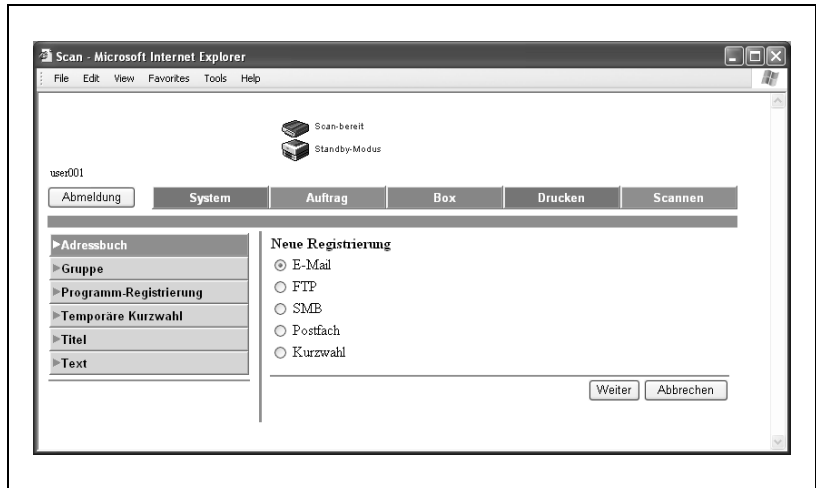 Scan - Microsoft Internet Explorer
File Edit View Favorites Tools Help
Scan-bereit
Standby-Modus
user001
Abmeldung System Auftrag Box Drucken Scannen
Adressbuch
Gruppe
Programm-Registrierung
Temporäre Kurzwahl
Titel
Text
Neue Registrierung
E-Mail
FTP
SMB
Postfach
Kurzwahl
Weiter Abbrechen